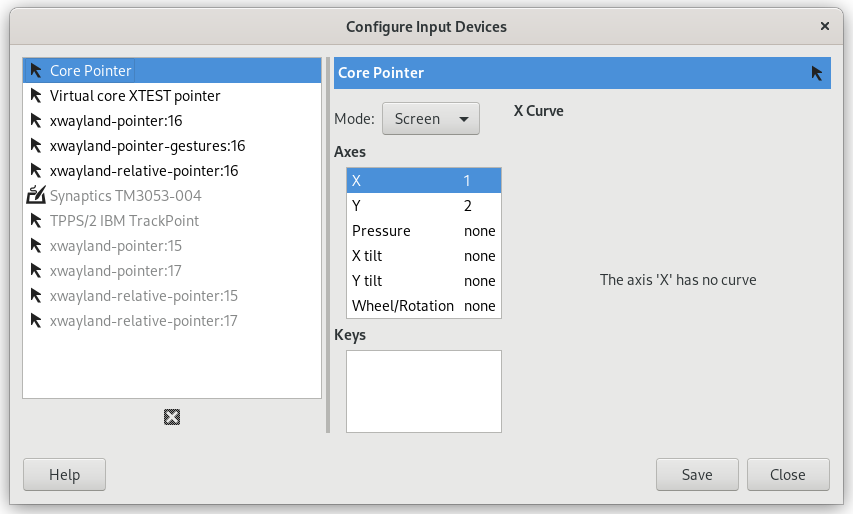 Configure Input Devices
Core Pointer
Virtual core XTEST pointer
xwayland-pointer:16
xwayland-pointer-gestures:16
xwayland-relative-pointer:16
Synaptics TM3053-004
TPPS/2 IBM TrackPoint
xwayland-pointer:15
xwayland-pointer:17
xwayland-relative-pointer:15
xwayland-relative-pointer:17
Core Pointer
Mode: Screen
Axes
X 1
Y 2
Pressure none
X tilt none
Y tilt none
Wheel/Rotation none
Keys
X Curve
The axis 'X' has no curve
Help
Save
Close